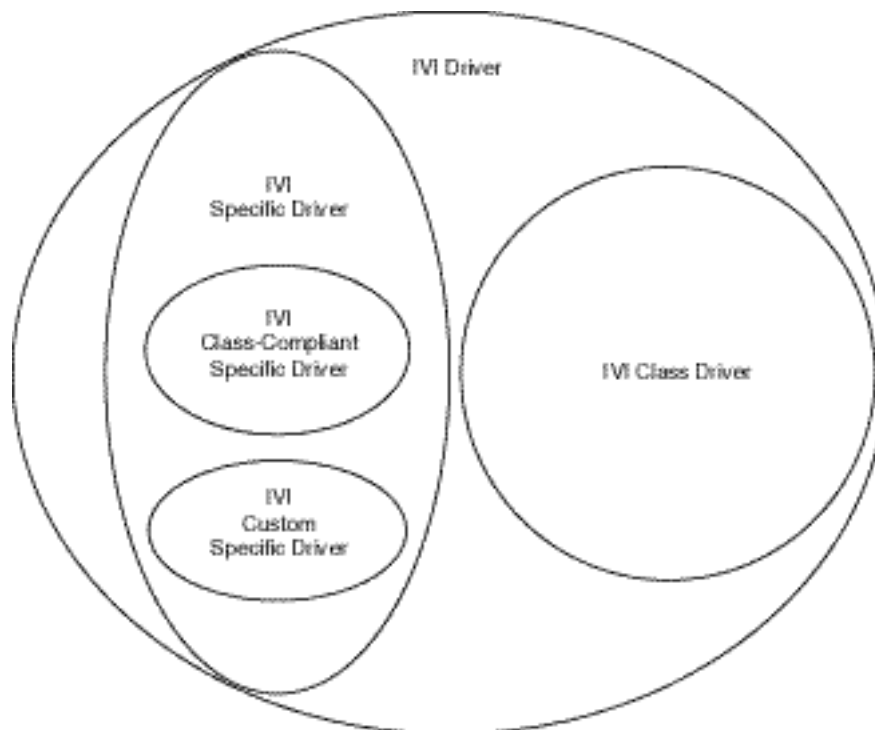 IVI Driver
IVI
Specific Driver
IVI
Class-Compliant
Specific Driver
IVI Class Driver
IVI
Custom
Specific Driver